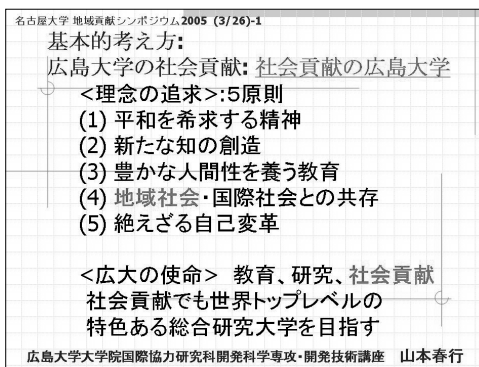 名古屋大学 地域貢献シンポジウム2005 (3/26)-1
基本的考え方:
広島大学の社会貢献: 社会貢献の広島大学
<理念の追求>:5原則
(1) 平和を希求する精神
(2) 新たな知の創造
(3) 豊かな人間性を養う教育
(4) 地域社会・国際社会との共存
(5) 絶えざる自己変革
<広大の使命> 教育、研究、社会貢献
社会貢献でも世界トップレベルの
特色ある総合研究大学を目指す
広島大学大学院国際協力研究科開発科学専攻・開発技術講座 山本春行